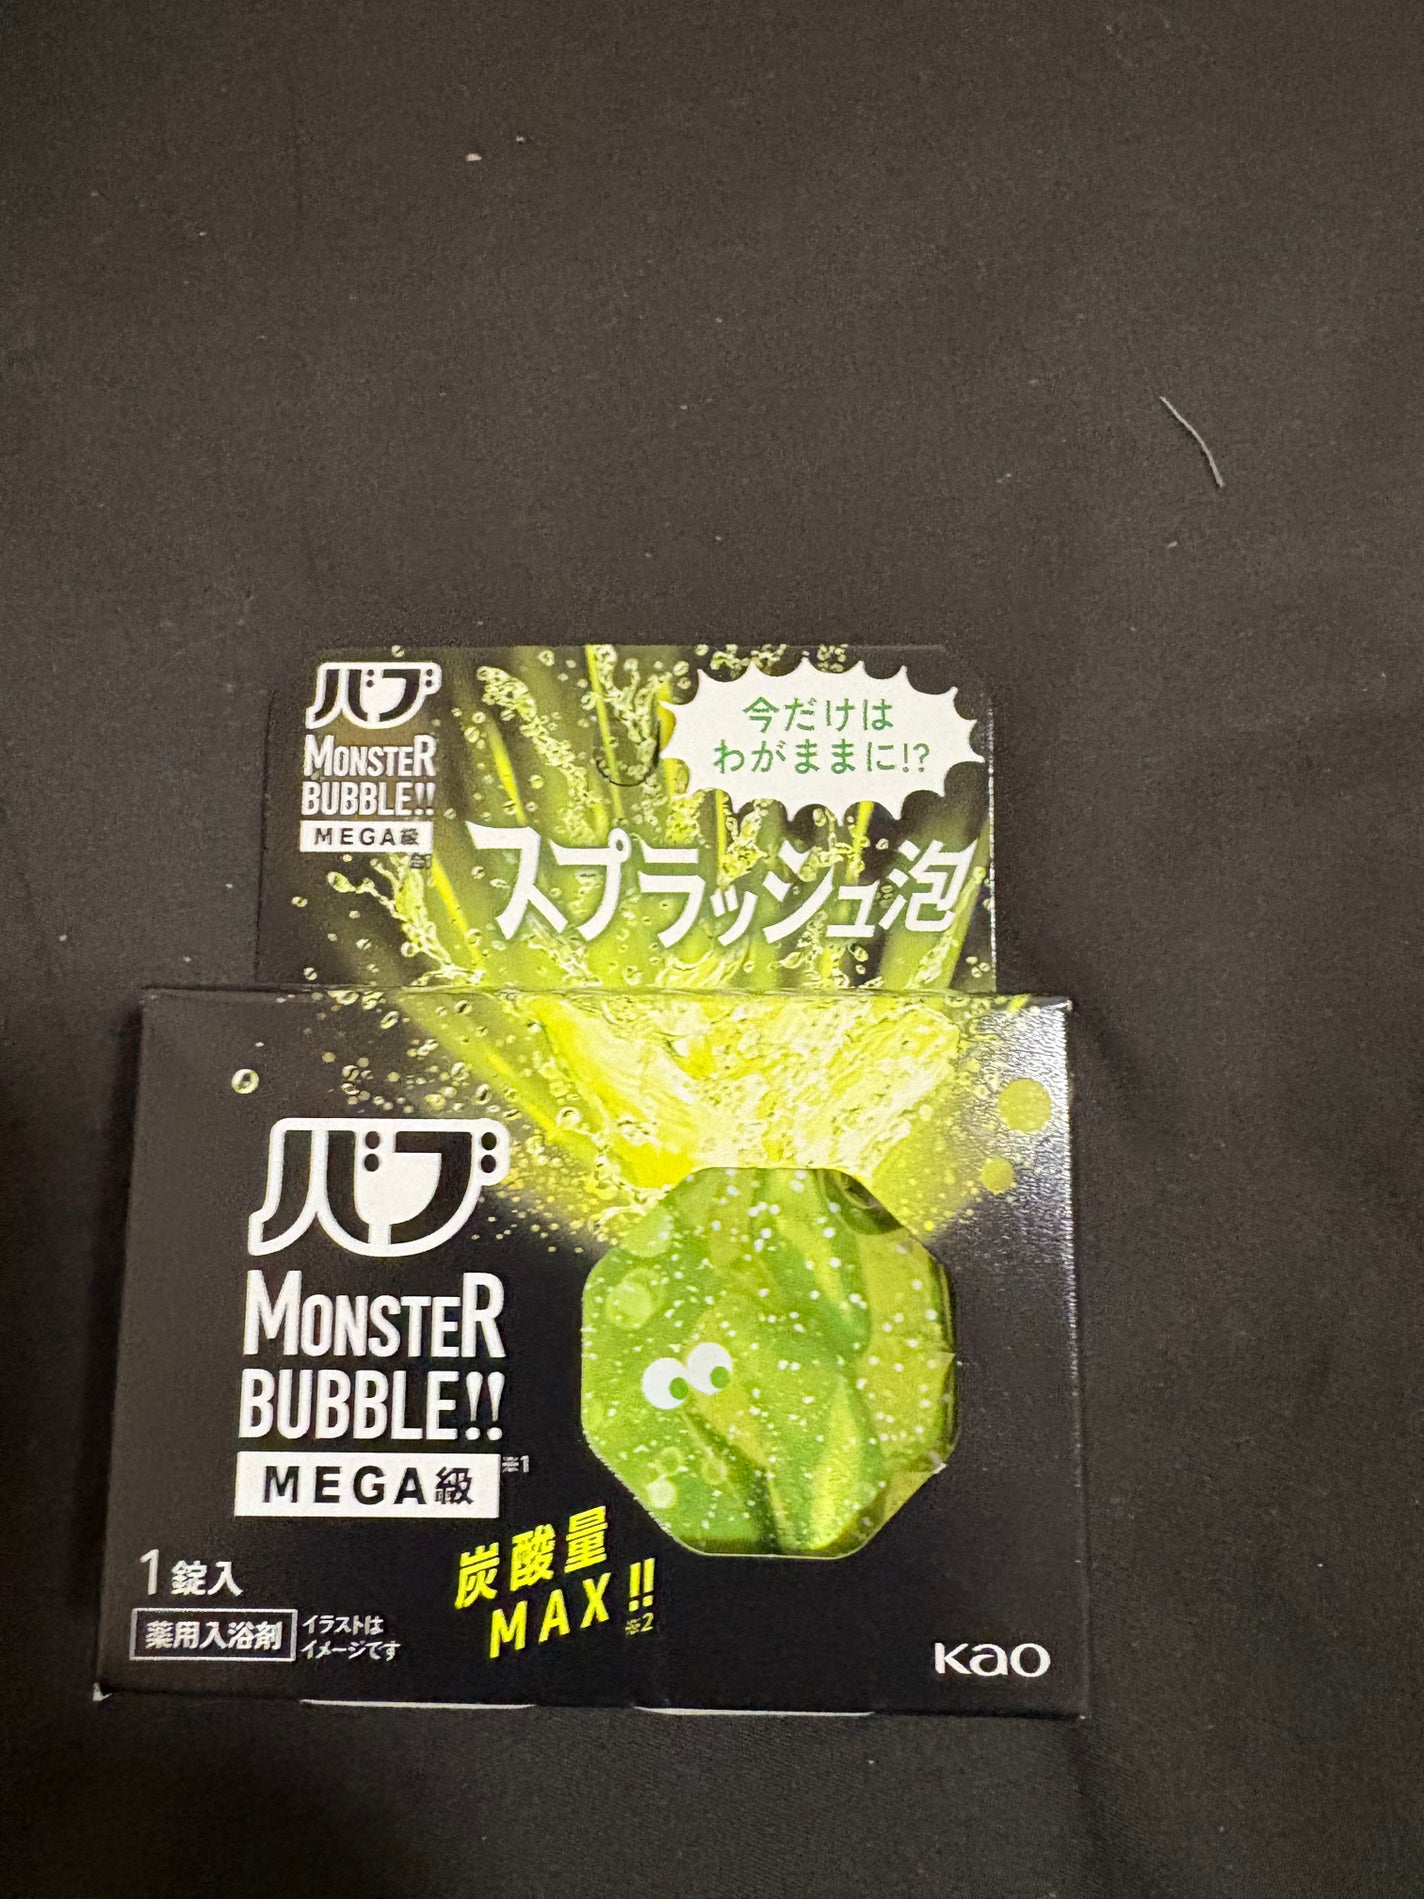 バブ
MONSTER
BUBBLE!!
MEGA級
今だけは
わがままに!?
スプラッシュ泡
バブ
MONSTER
BUBBLE!!
MEGA級※1
炭酸量
MAX!!※2
1錠入
薬用入浴剤
イラストは
イメージです
Kao